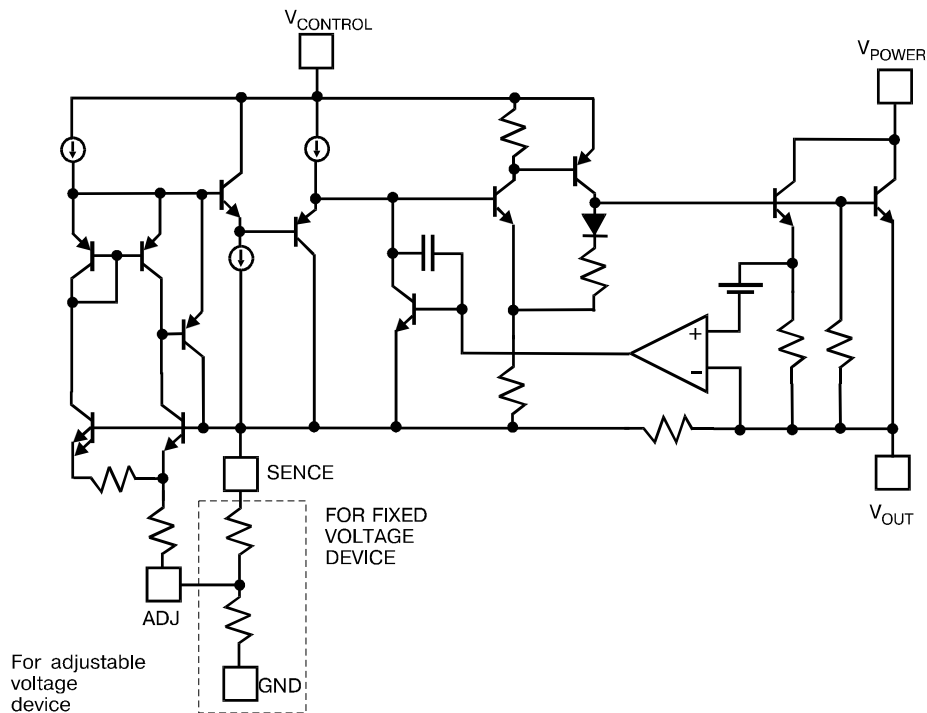 VCONTROL
VPOWER
+
−
SENCE
VOUT
FOR FIXED
VOLTAGE
DEVICE
ADJ
GND
For adjustable
voltage
device